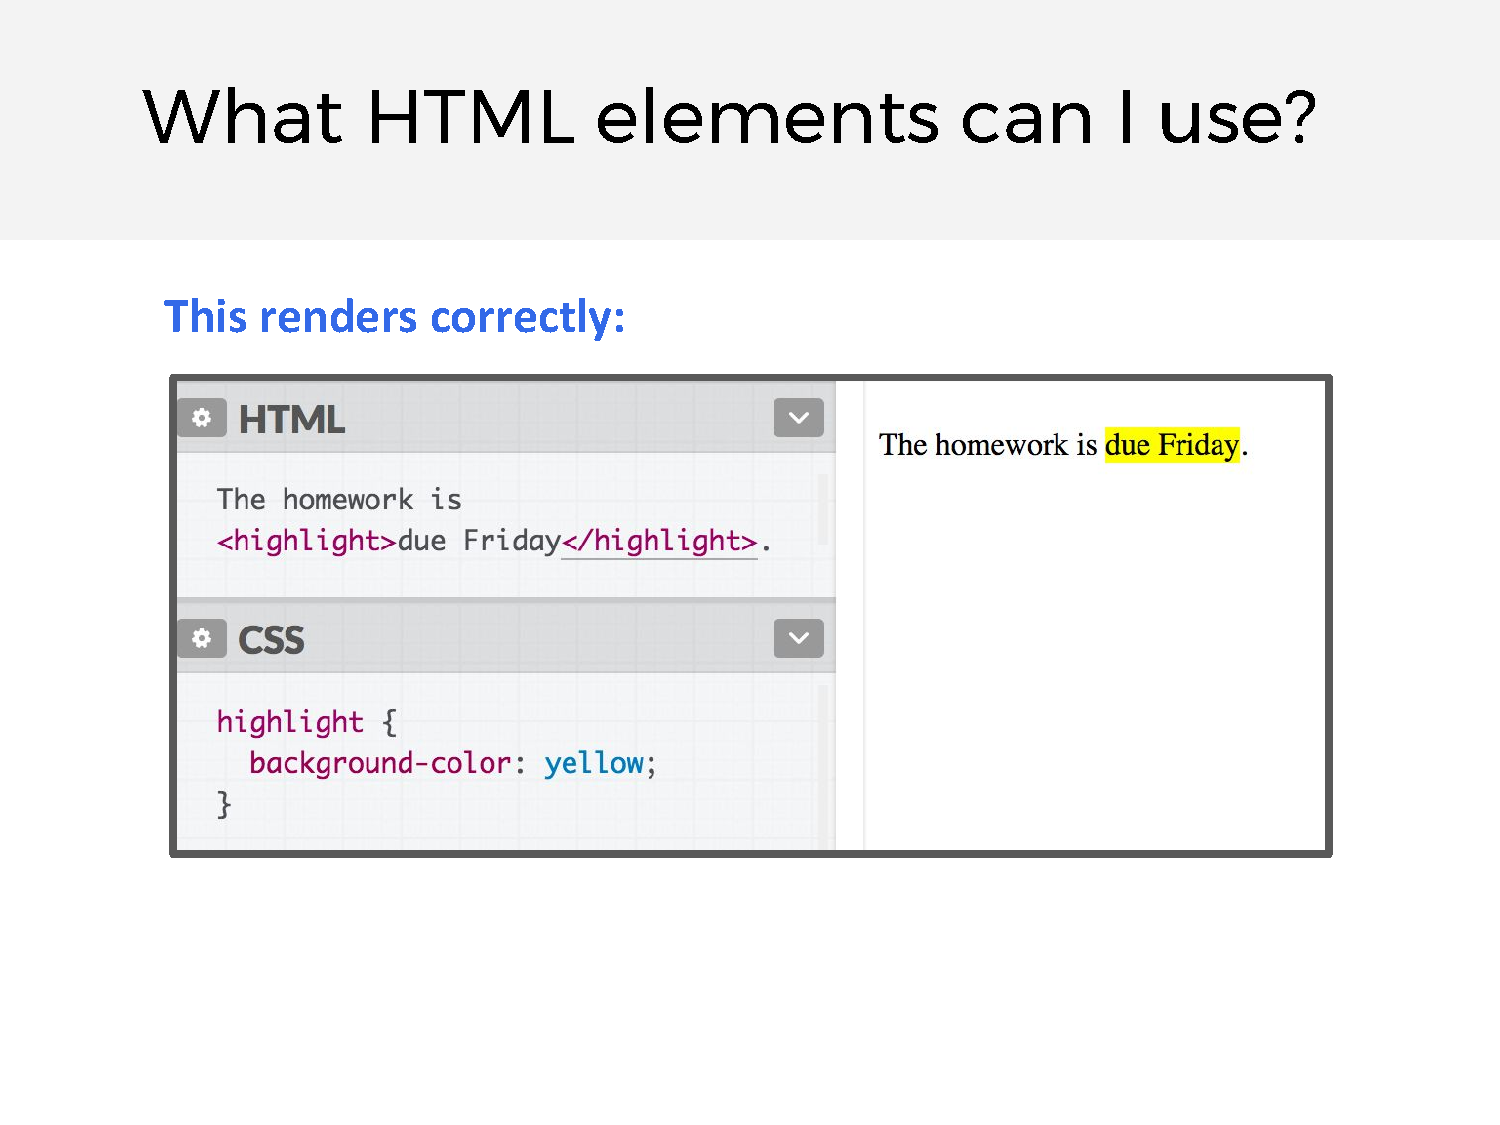 What HTML elements can I use?
This renders correctly:
HTML
The homework is
<highlight>due Friday</highlight>.
CSS
highlight {
  background-color: yellow;
}
The homework is due Friday.